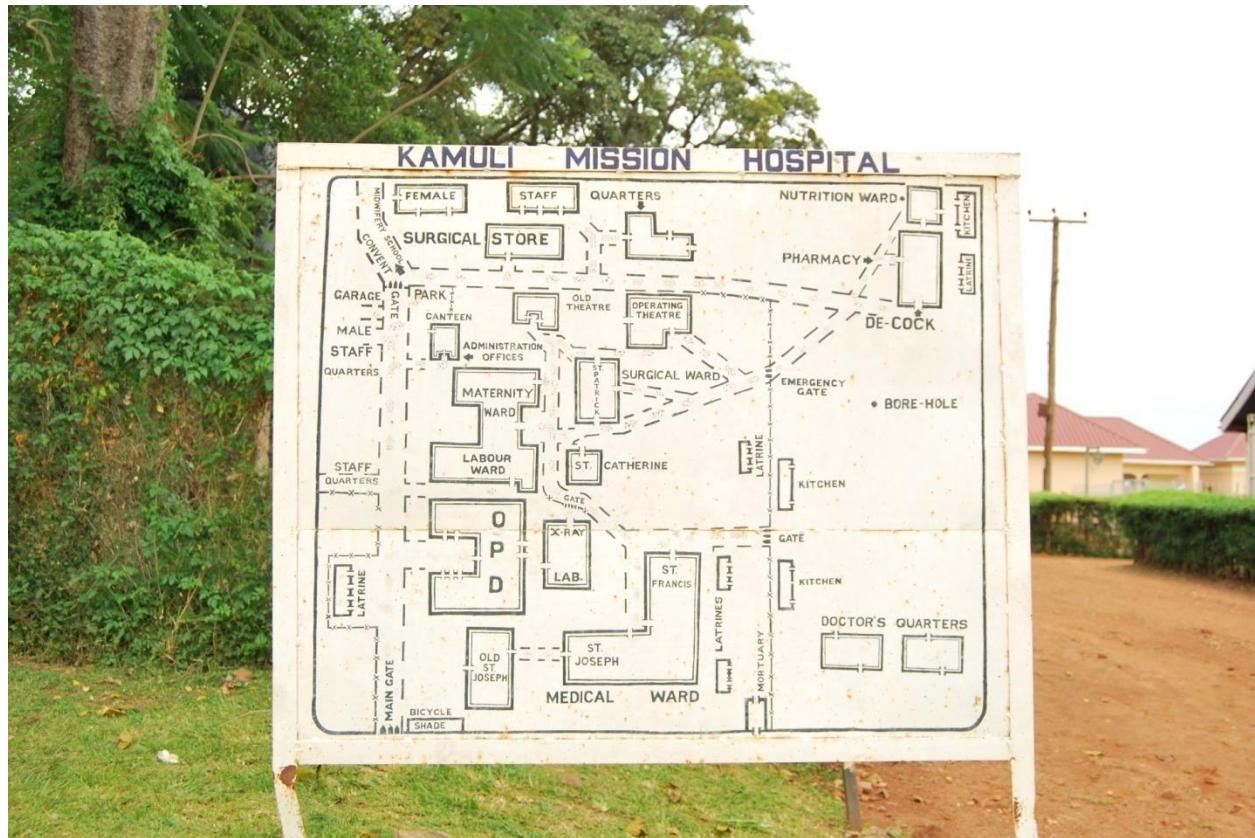 KAMULI MISSION HOSPITAL
MIDWIFERY SCHOOL
CONVENT
FEMALE
STAFF
QUARTERS
NUTRITION WARD
KITCHEN
SURGICAL STORE
PHARMACY
LATRINE
GATE
GARAGE
PARK
OLD
THEATRE
OPERATING
THEATRE
DE-COCK
MALE
STAFF
QUARTERS
CANTEEN
ADMINISTRATION
OFFICES
MATERNITY
WARD
ST.
PATRICK
SURGICAL WARD
EMERGENCY
GATE
BORE-HOLE
LABOUR
WARD
ST. CATHERINE
LATRINE
KITCHEN
STAFF
QUARTERS
GATE
OPD
X-RAY
LAB.
GATE
LATRINE
ST.
FRANCIS
LATRINES
KITCHEN
DOCTOR'S QUARTERS
OLD
ST.
JOSEPH
ST.
JOSEPH
MEDICAL WARD
MORTUARY
MAIN GATE
BICYCLE
SHADE